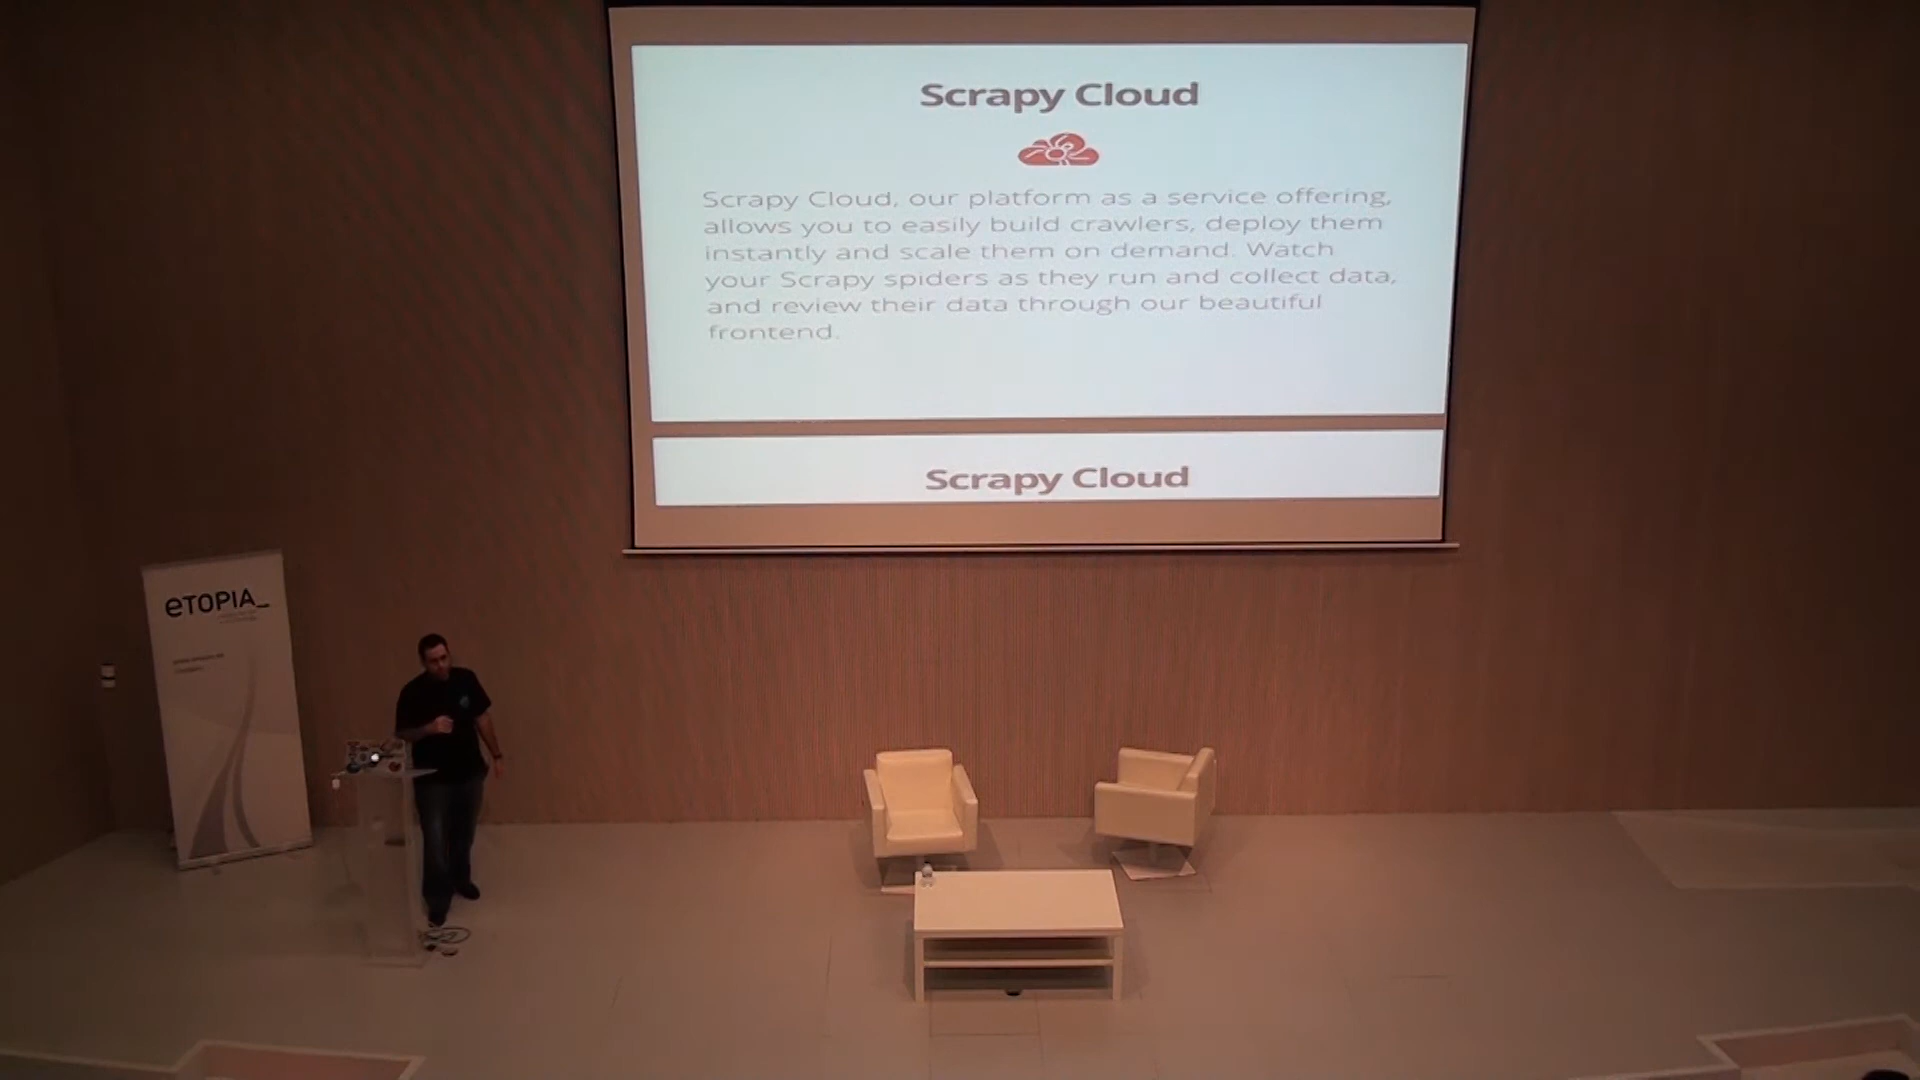 Scrapy Cloud
Scrapy Cloud, our platform as a service offering,
allows you to easily build crawlers, deploy them
instantly and scale them on demand. Watch
your Scrapy spiders as they run and collect data,
and review their data through our beautiful
frontend.
Scrapy Cloud
eTOPIA_